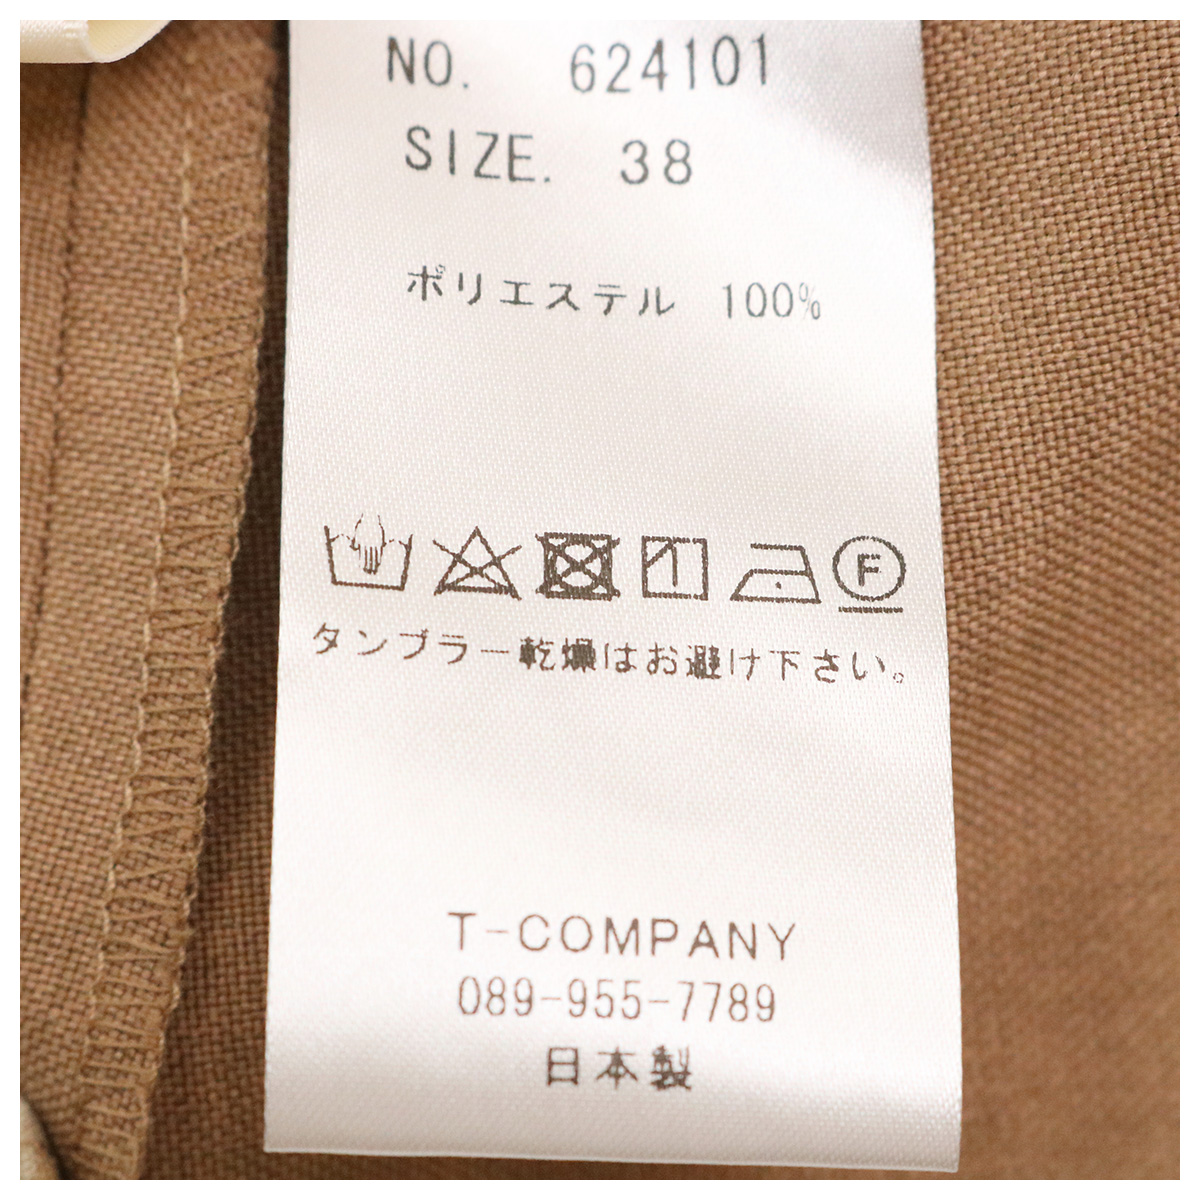 NO. 624101
SIZE. 38
ポリエステル 100%
F
タンブラー乾燥はお避け下さい。
T-COMPANY
089-955-7789
日本製